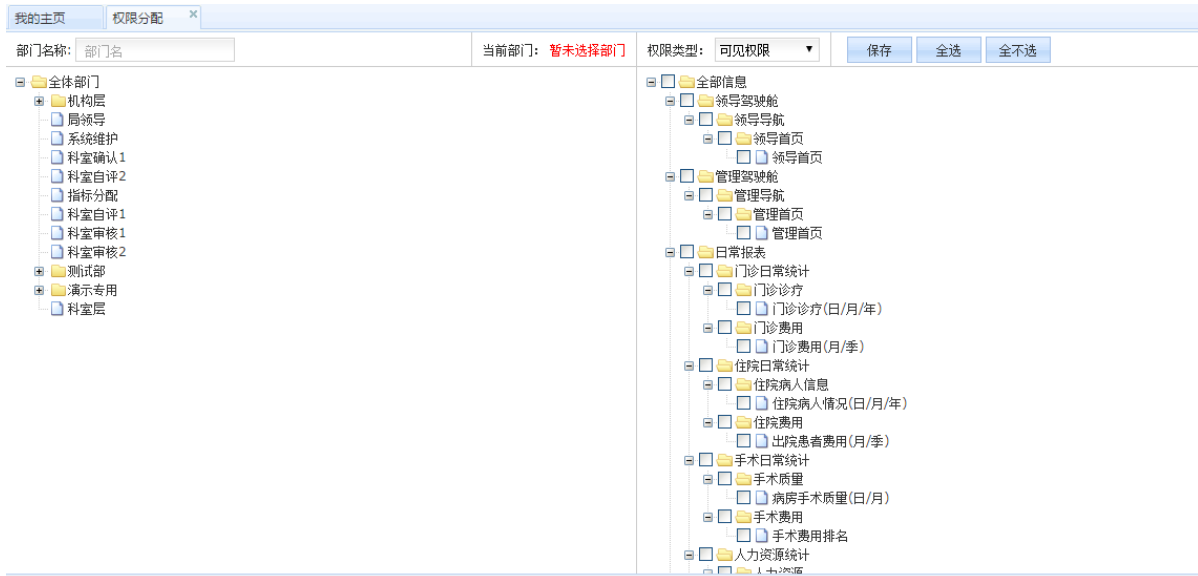 我的主页 权限分配
部门名称: 部门名 当前部门: 暂未选择部门 权限类型: 可见权限 保存 全选 全不选
全体部门
机构层
局领导
系统维护
科室确认1
科室自评2
指标分配
科室自评1
科室审核1
科室审核2
测试部
演示专用
科室层
全部信息
领导驾驶舱
领导导航
领导首页
领导首页
管理驾驶舱
管理导航
管理首页
管理首页
日常报表
门诊日常统计
门诊诊疗
门诊诊疗(日/月/年)
门诊费用
门诊费用(月/季)
住院日常统计
住院病人信息
住院病人情况(日/月/年)
住院费用
出院患者费用(月/季)
手术日常统计
手术质量
病房手术质量(日/月)
手术费用
手术费用排名
人力资源统计
人力资源